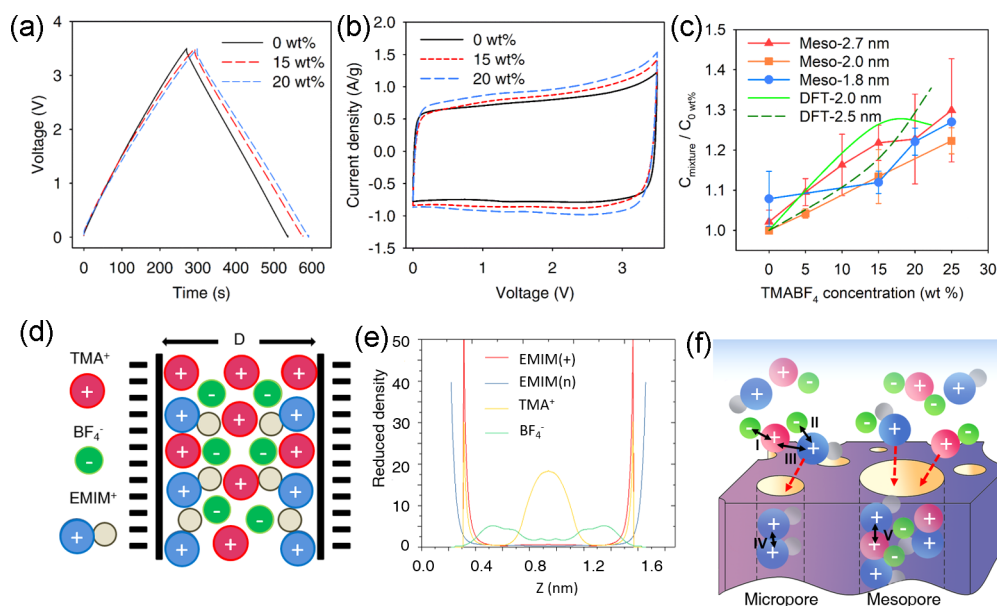 (a)
Voltage (V)
4
3
2
1
0
0 wt%
15 wt%
20 wt%
0 100 200 300 400 500 600
Time (s)
(b)
Current density (A/g)
1.5
1.0
0.5
0.0
-0.5
-1.0
-1.5
0 wt%
15 wt%
20 wt%
0 1 2 3
Voltage (V)
(c)
Cmixture / C0 wt%
1.5
1.4
1.3
1.2
1.1
1.0
Meso-2.7 nm
Meso-2.0 nm
Meso-1.8 nm
DFT-2.0 nm
DFT-2.5 nm
0 5 10 15 20 25 30
TMABF4 concentration (wt %)
(d)
D
TMA+
+
BF4-
-
EMIM+
+
(e)
Reduced density
50
40
30
20
10
5
0
EMIM(+)
EMIM(n)
TMA+
BF4-
0.0 0.4 0.8 1.2 1.6
Z (nm)
(f)
I
II
III
IV
V
Micropore
Mesopore